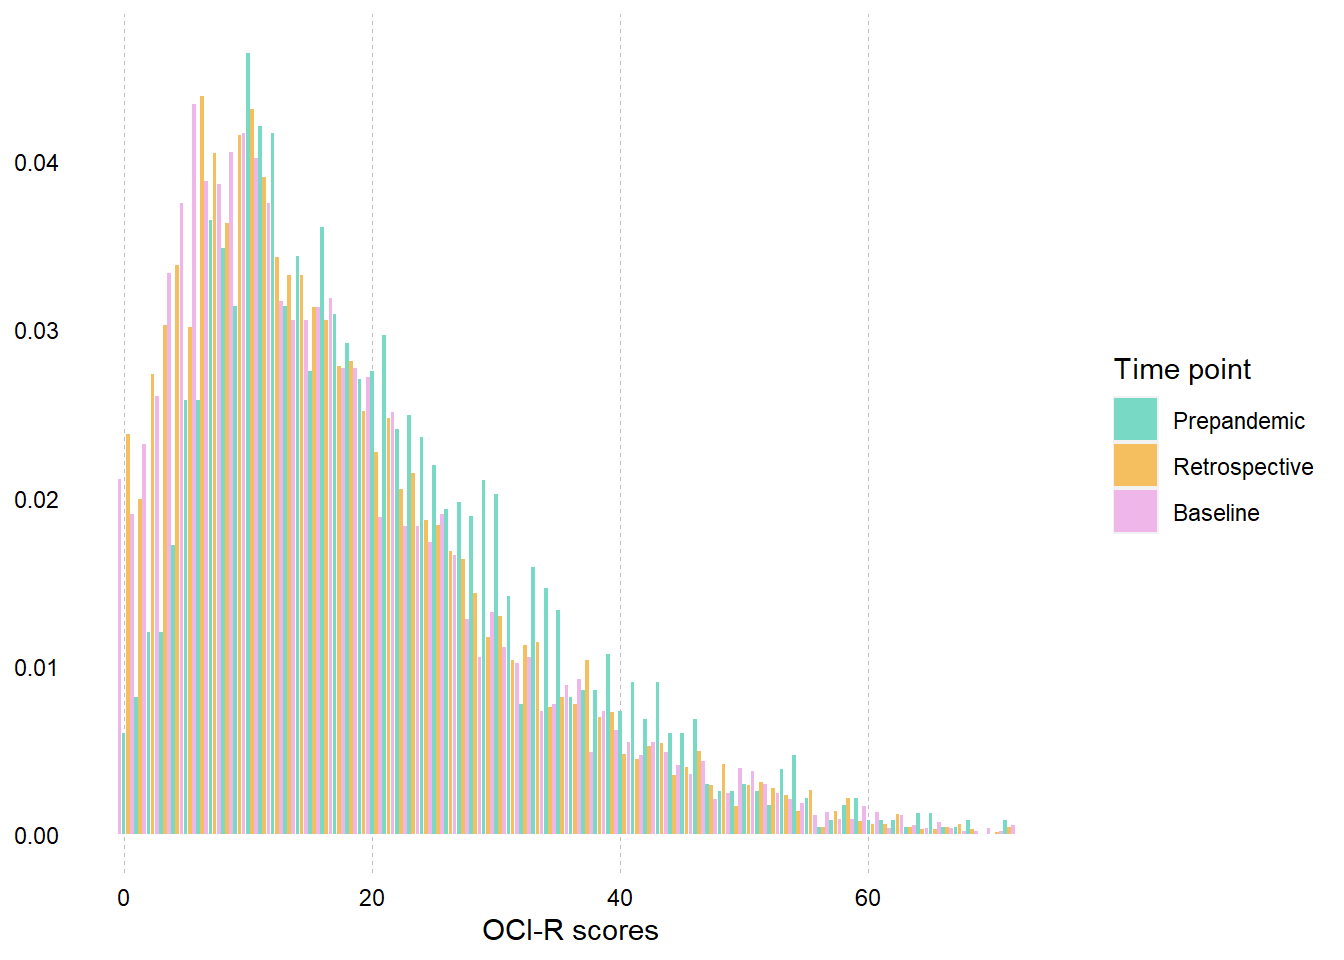 0.04
0.03
0.02
0.01
0.00
0 20 40 60
OCI-R scores
Time point
Prepandemic
Retrospective
Baseline